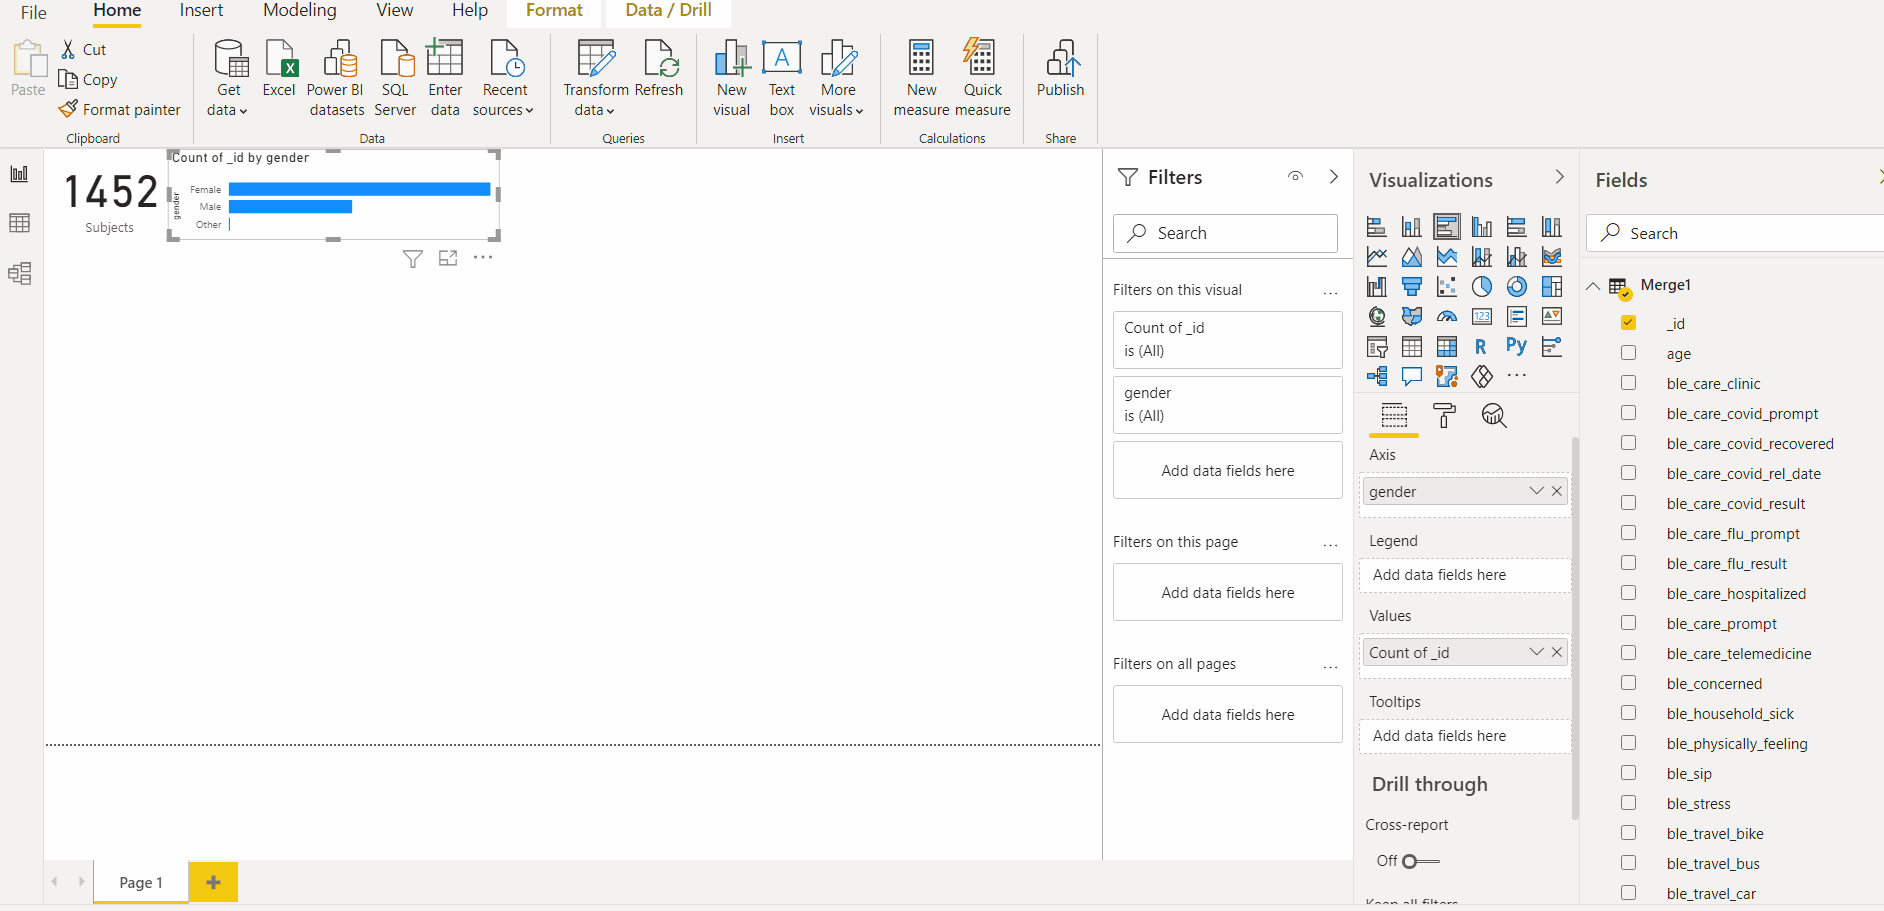 File
Home
Insert
Modeling
View
Help
Format
Data / Drill
Paste
Cut
Copy
Format painter
Clipboard
Get
data
Excel
Power BI
datasets
SQL
Server
Enter
data
Recent
sources
Data
Transform
data
Refresh
Queries
New
visual
Text
box
More
visuals
Insert
New
measure
Quick
measure
Calculations
Publish
Share
1452
Subjects
Count of _id by gender
gender
Female
Male
Other
Filters
Search
Filters on this visual
Count of _id
is (All)
gender
is (All)
Add data fields here
Filters on this page
Add data fields here
Filters on all pages
Add data fields here
Visualizations
123
R
Py
Axis
gender
Legend
Add data fields here
Values
Count of _id
Tooltips
Add data fields here
Drill through
Cross-report
Off
Keep all filters
Fields
Search
Merge1
_id
age
ble_care_clinic
ble_care_covid_prompt
ble_care_covid_recovered
ble_care_covid_rel_date
ble_care_covid_result
ble_care_flu_prompt
ble_care_flu_result
ble_care_hospitalized
ble_care_prompt
ble_care_telemedicine
ble_concerned
ble_household_sick
ble_physically_feeling
ble_sip
ble_stress
ble_travel_bike
ble_travel_bus
ble_travel_car
Page 1